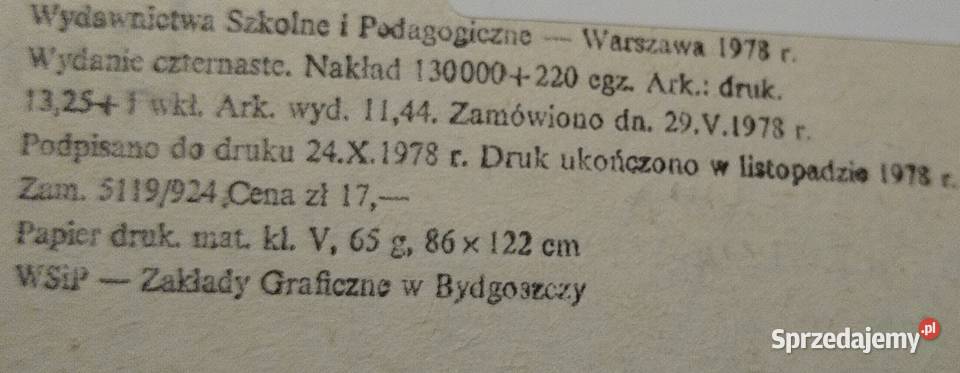 Wydawnictwa Szkolne i Pedagogiczne — Warszawa 1978 r.
Wydanie czternaste. Nakład 130000+220 egz. Ark.: druk.
13,25+1 wkł. Ark. wyd. 11,44. Zamówiono dn. 29.V.1978 r.
Podpisano do druku 24.X.1978 r. Druk ukończono w listopadzie 1978 r.
Zam. 5119/924 Cena zł 17,—
Papier druk. mat. kl. V, 65 g, 86 × 122 cm
WSiP — Zakłady Graficzne w Bydgoszczy
Sprzedajemy.pl